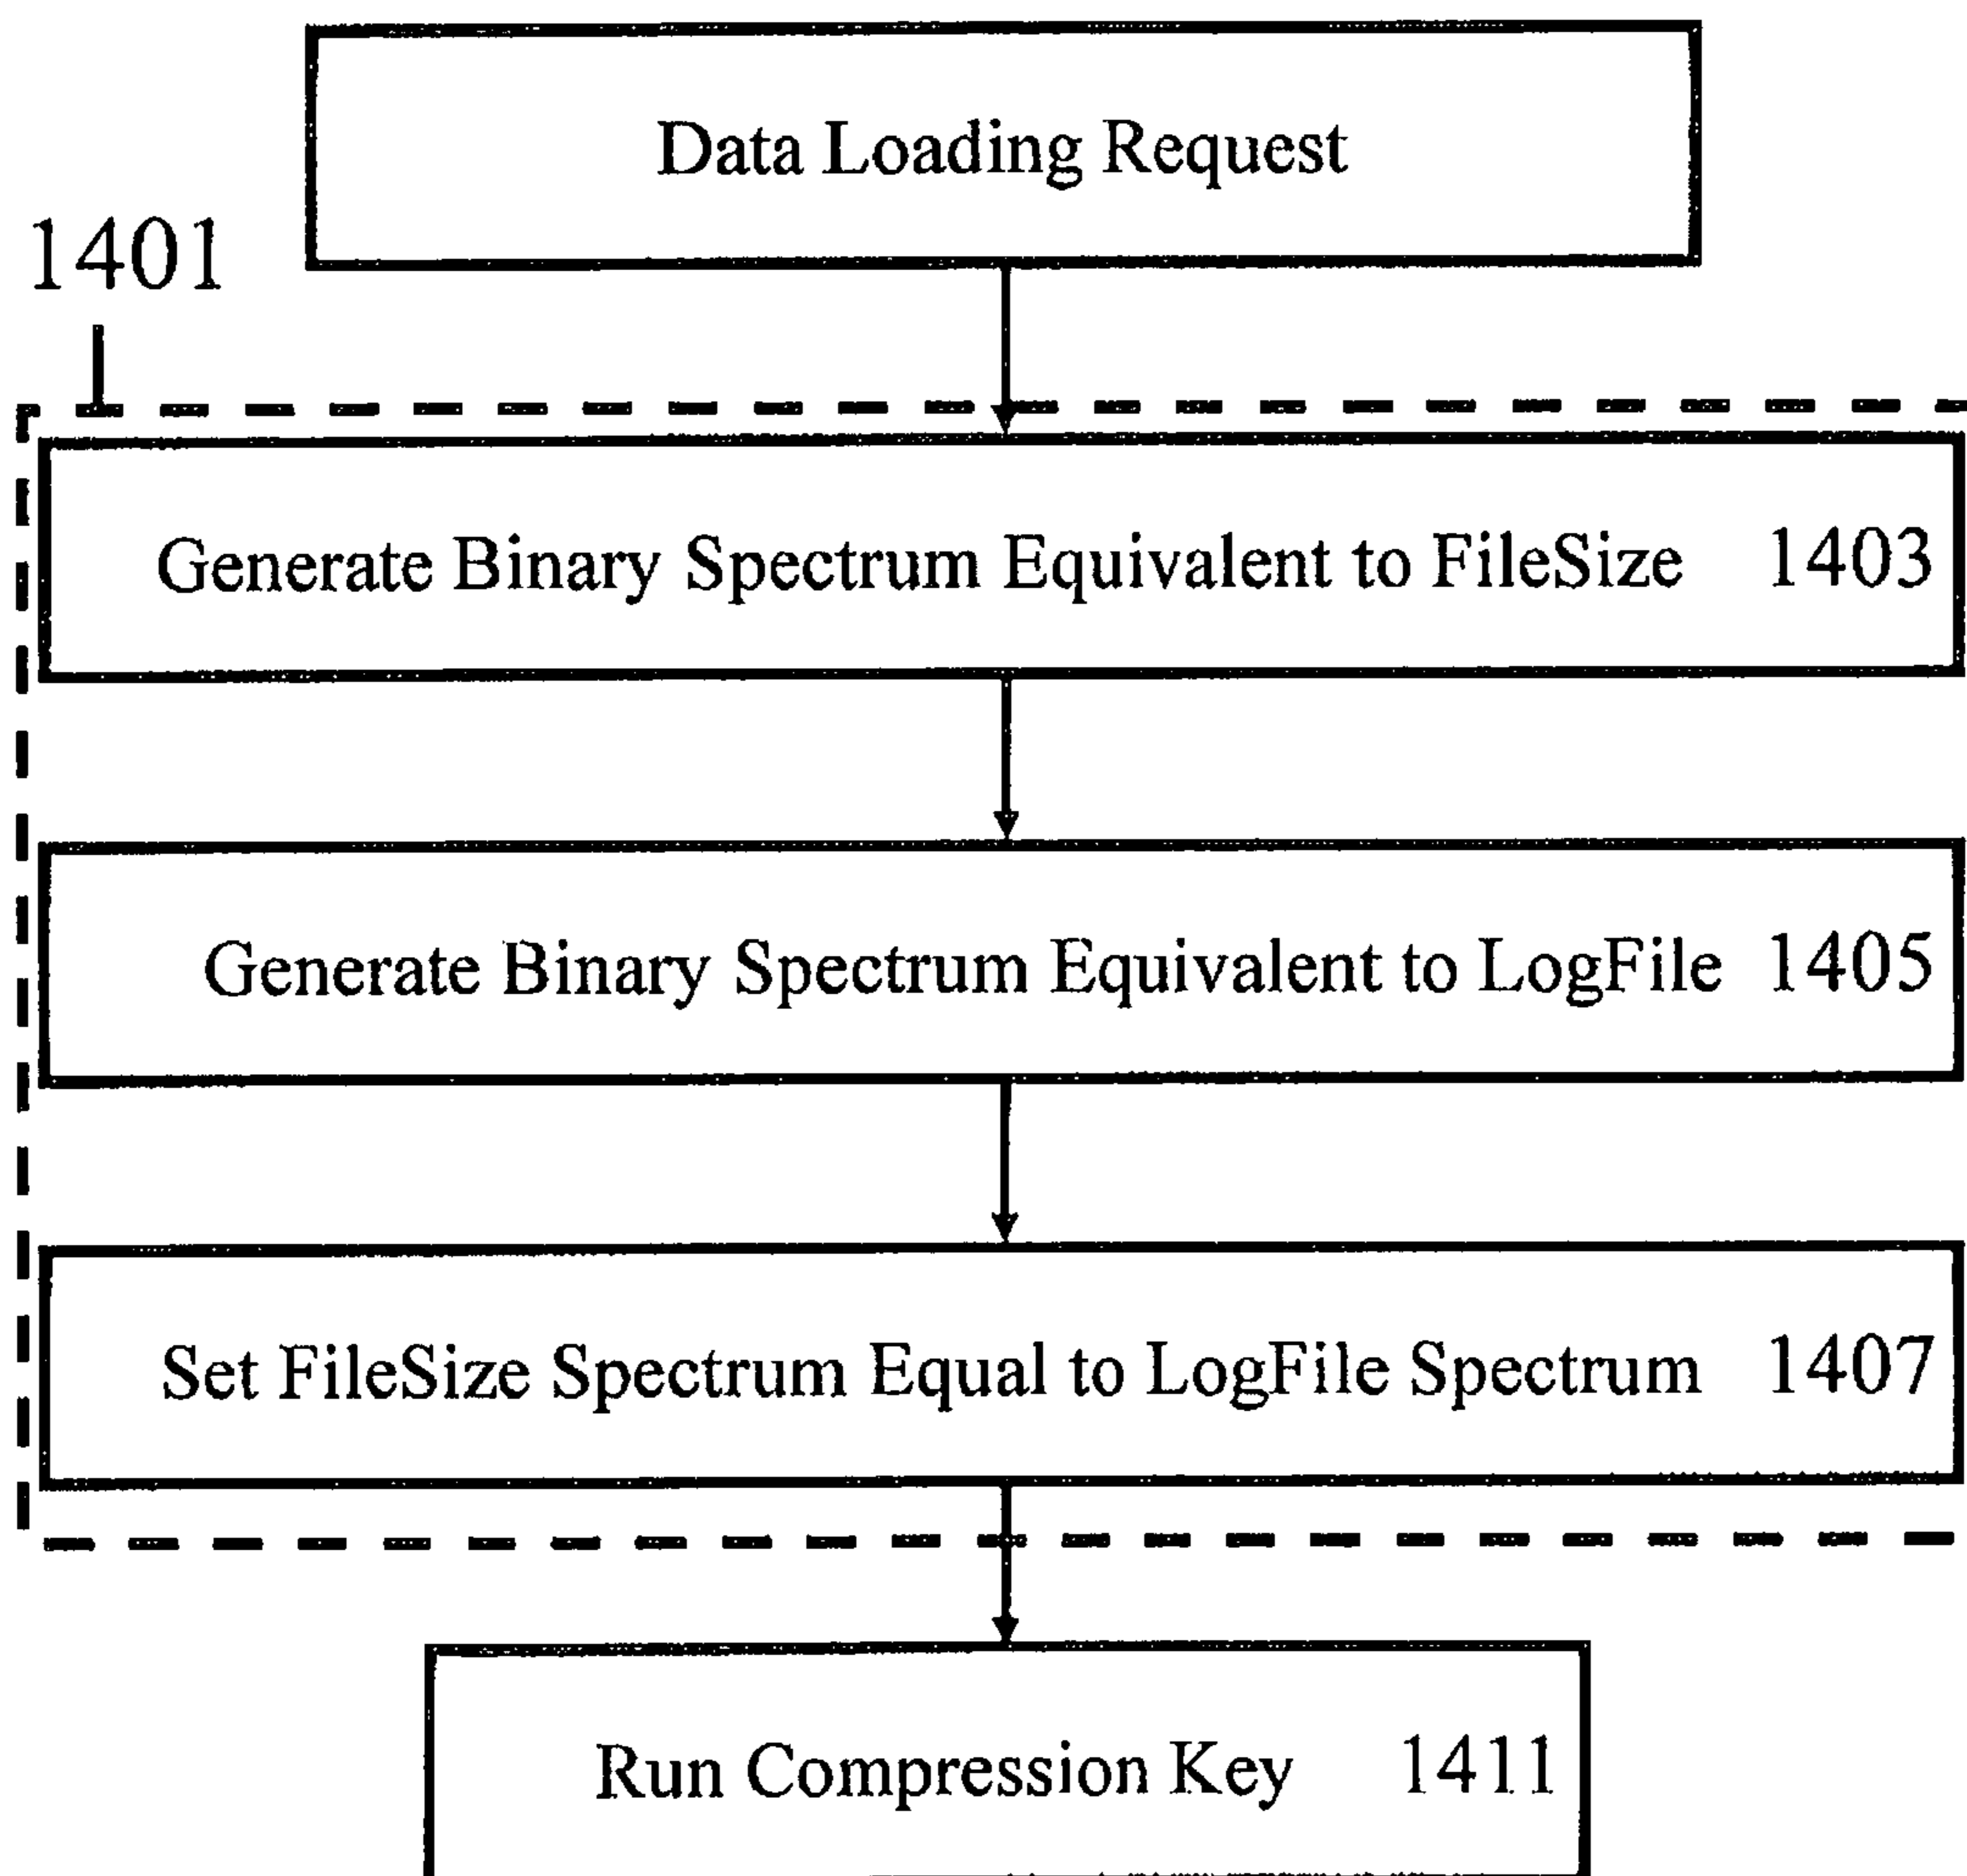 Data Loading Request
1401
Generate Binary Spectrum Equivalent to FileSize 1403
Generate Binary Spectrum Equivalent to LogFile 1405
Set FileSize Spectrum Equal to LogFile Spectrum 1407
Run Compression Key 1411